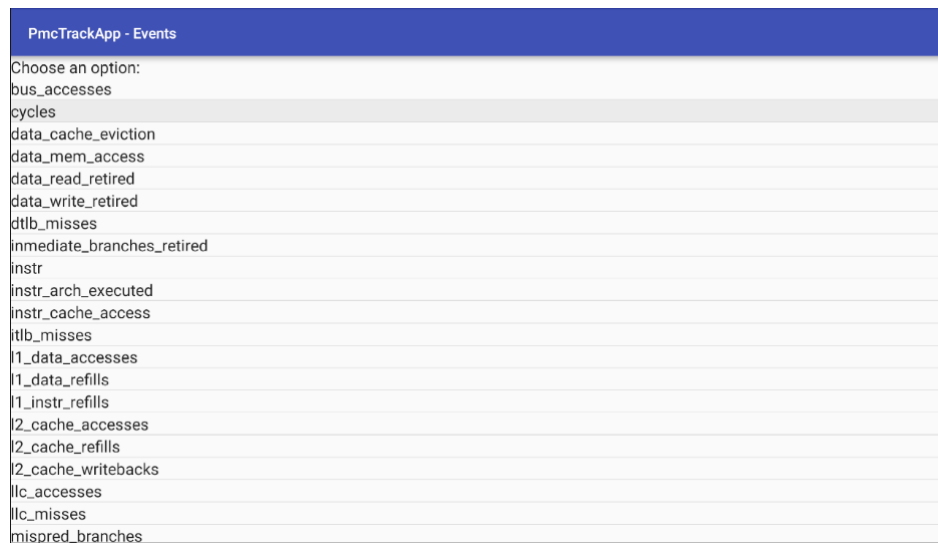 PmcTrackApp - Events
Choose an option:
bus_accesses
cycles
data_cache_eviction
data_mem_access
data_read_retired
data_write_retired
dtlb_misses
inmediate_branches_retired
instr
instr_arch_executed
instr_cache_access
itlb_misses
l1_data_accesses
l1_data_refills
l1_instr_refills
l2_cache_accesses
l2_cache_refills
l2_cache_writebacks
llc_accesses
llc_misses
mispred_branches